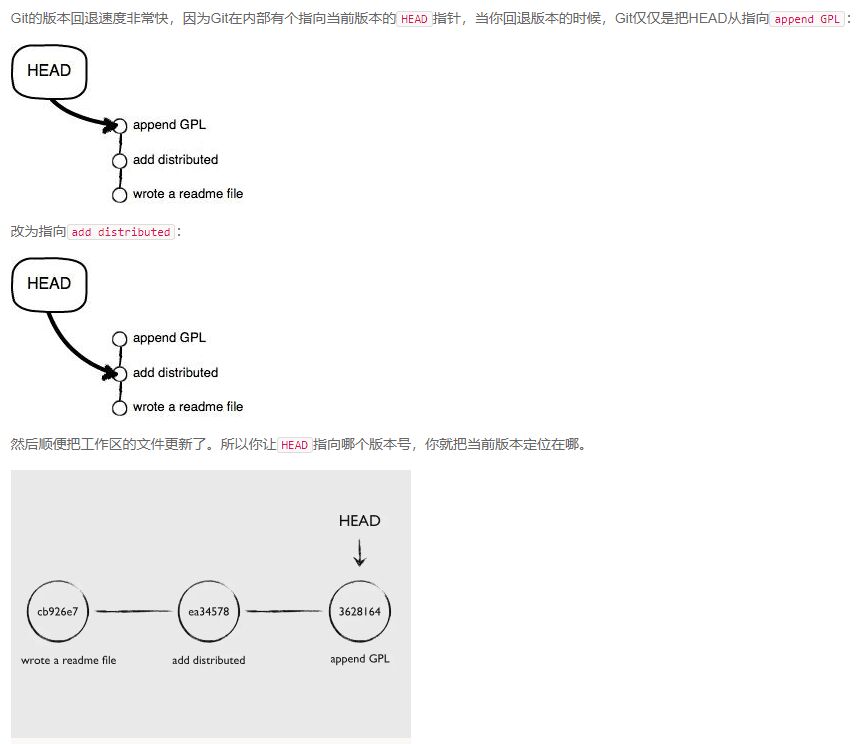 Git的版本回退速度非常快，因为Git在内部有个指向当前版本的HEAD指针，当你回退版本的时候，Git仅仅是把HEAD从指向append GPL：
HEAD
append GPL
add distributed
wrote a readme file
改为指向add distributed：
HEAD
append GPL
add distributed
wrote a readme file
然后顺便把工作区的文件更新了。所以你让HEAD指向哪个版本号，你就把当前版本定位在哪。
HEAD
cb926e7 ea34578 3628164
wrote a readme file add distributed append GPL